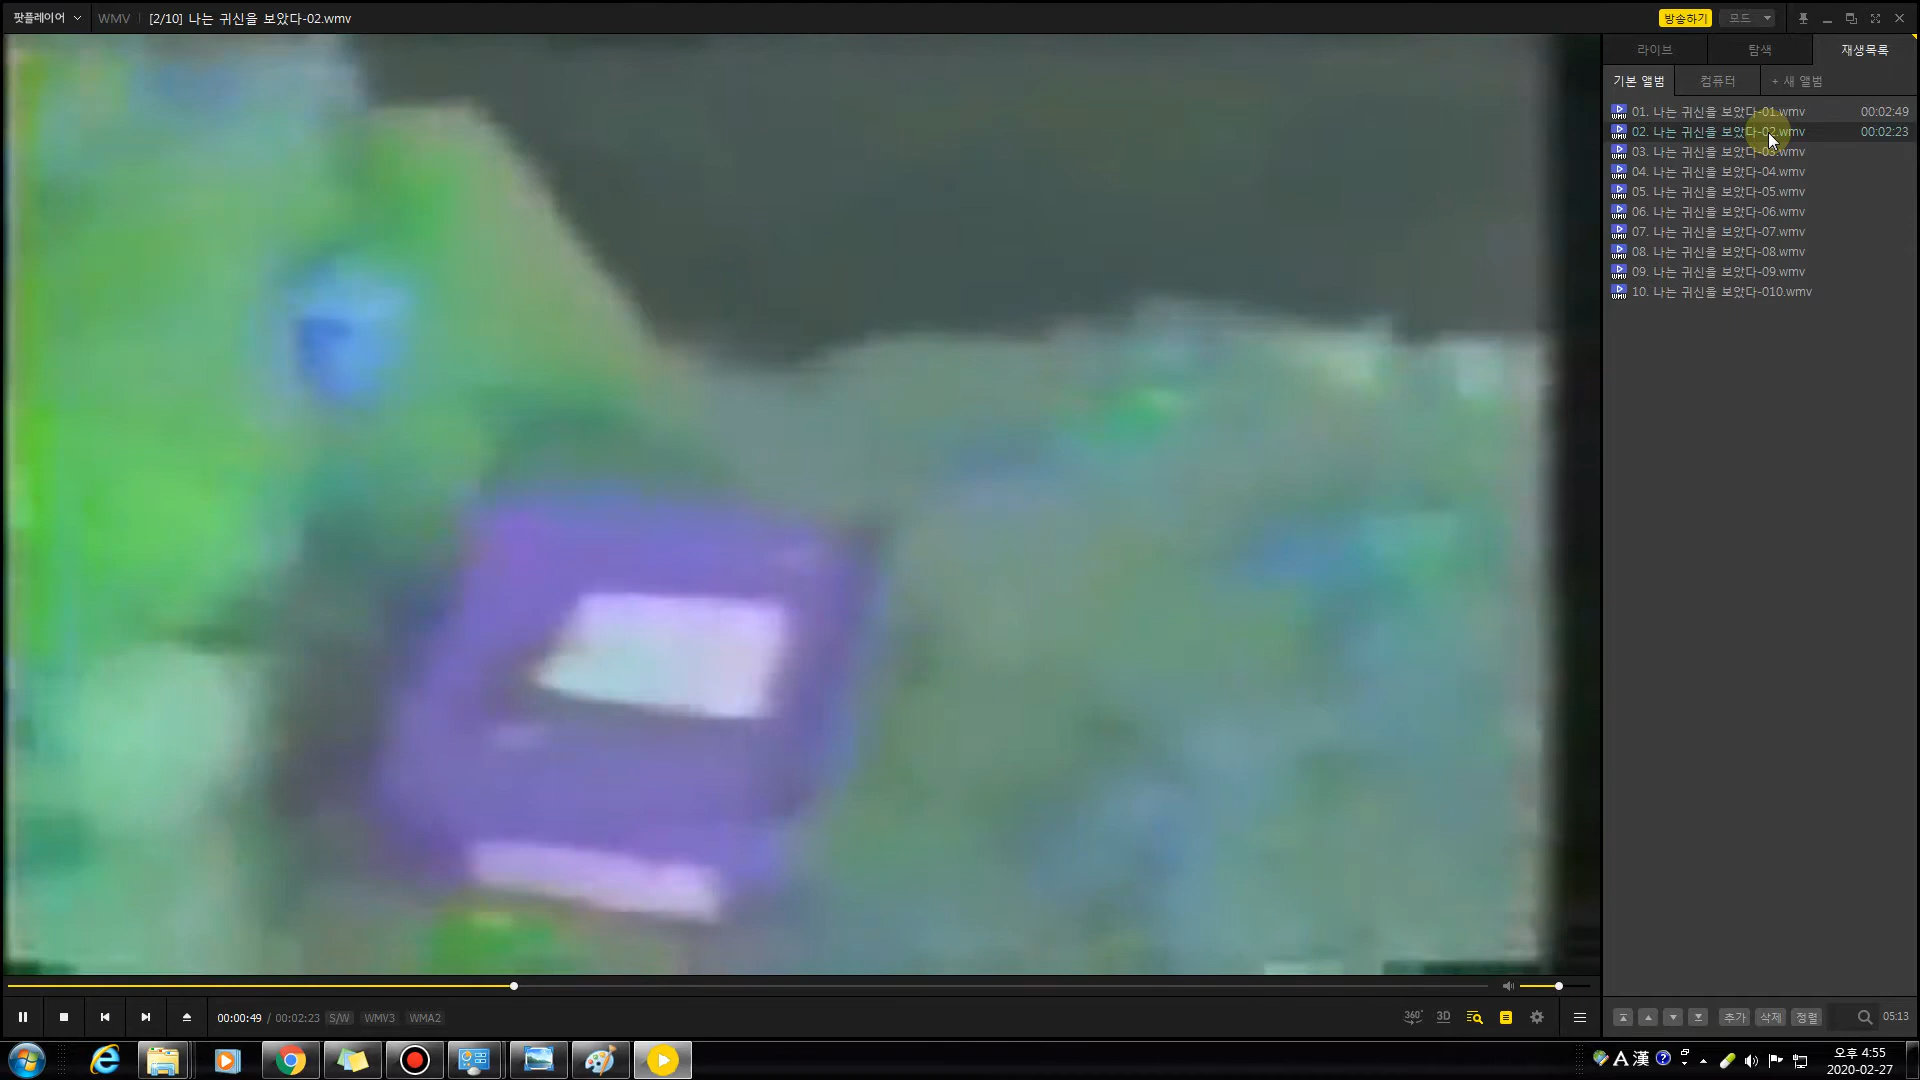 팟플레이어 WMV [2/10] 나는 귀신을 보았다-02.wmv 방송하기 모드
라이브 탐색 재생목록
기본 앨범 컴퓨터 + 새 앨범
01. 나는 귀신을 보았다-01.wmv 00:02:49
02. 나는 귀신을 보았다-02.wmv 00:02:23
03. 나는 귀신을 보았다-03.wmv
04. 나는 귀신을 보았다-04.wmv
05. 나는 귀신을 보았다-05.wmv
06. 나는 귀신을 보았다-06.wmv
07. 나는 귀신을 보았다-07.wmv
08. 나는 귀신을 보았다-08.wmv
09. 나는 귀신을 보았다-09.wmv
10. 나는 귀신을 보았다-010.wmv
00:00:49 / 00:02:23 S/W WMV3 WMA2 360° 3D 추가 삭제 정렬 05:13
A 漢 오후 4:55
2020-02-27